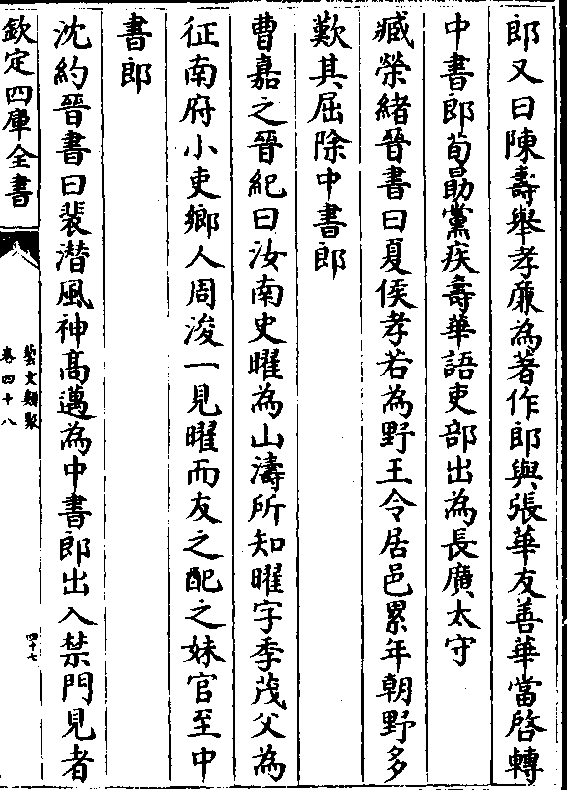 郎又曰陳壽舉孝廉為著作郎與張華友善華當啓轉
中書郎荀勗黨疾壽華語吏部出為長廣太守
臧榮緒晉書曰夏侯孝若為野王令居邑累年朝野多
歎其屈除中書郎
曹嘉之晉紀曰汝南史曜為山濤所知曜字季茂父為
征南府小吏鄉人周浚一見曜而友之配之妹官至中
書郎
沈約晉書曰裴潛風神高邁為中書郎出入禁門見者
欽定四庫全書
藝文類聚
卷四十八
四十七